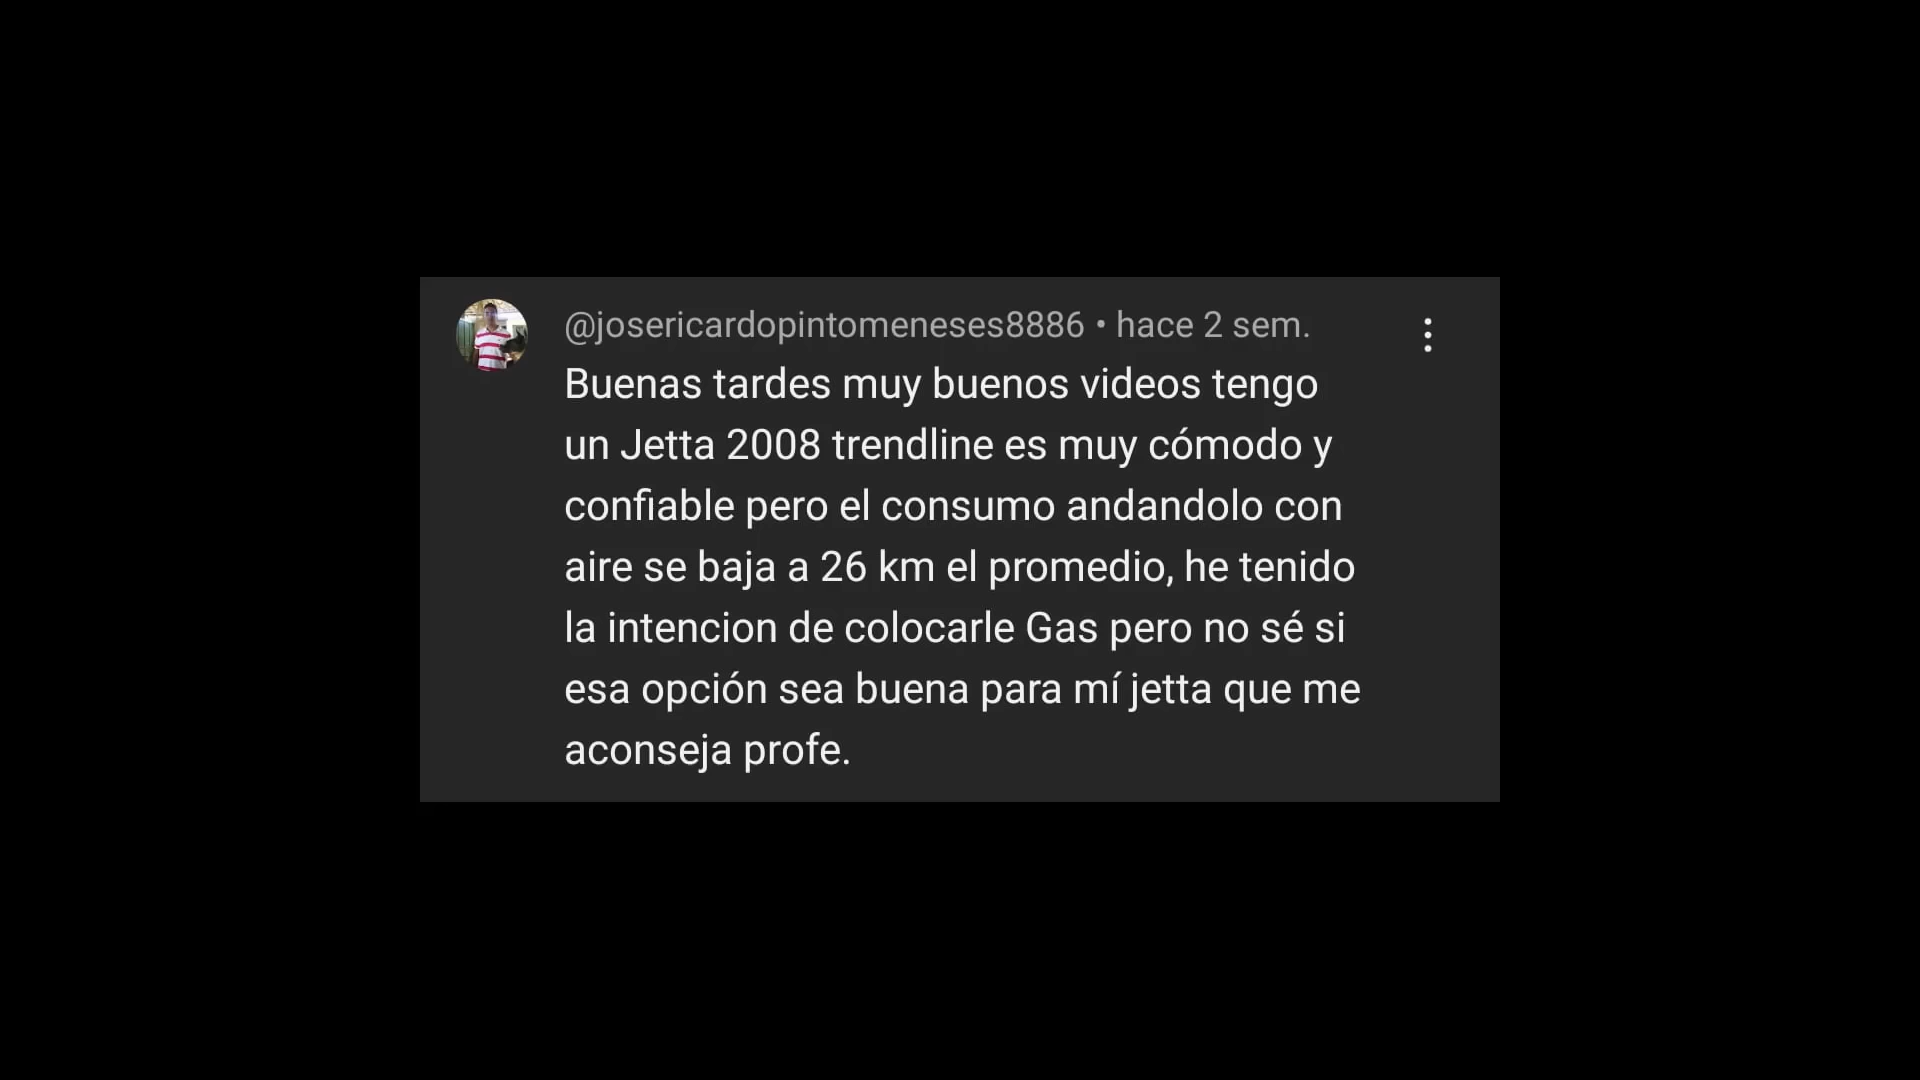 @josericardopintomeneses8886 • hace 2 sem.
Buenas tardes muy buenos videos tengo
un Jetta 2008 trendline es muy cómodo y
confiable pero el consumo andandolo con
aire se baja a 26 km el promedio, he tenido
la intencion de colocarle Gas pero no sé si
esa opción sea buena para mí jetta que me
aconseja profe.